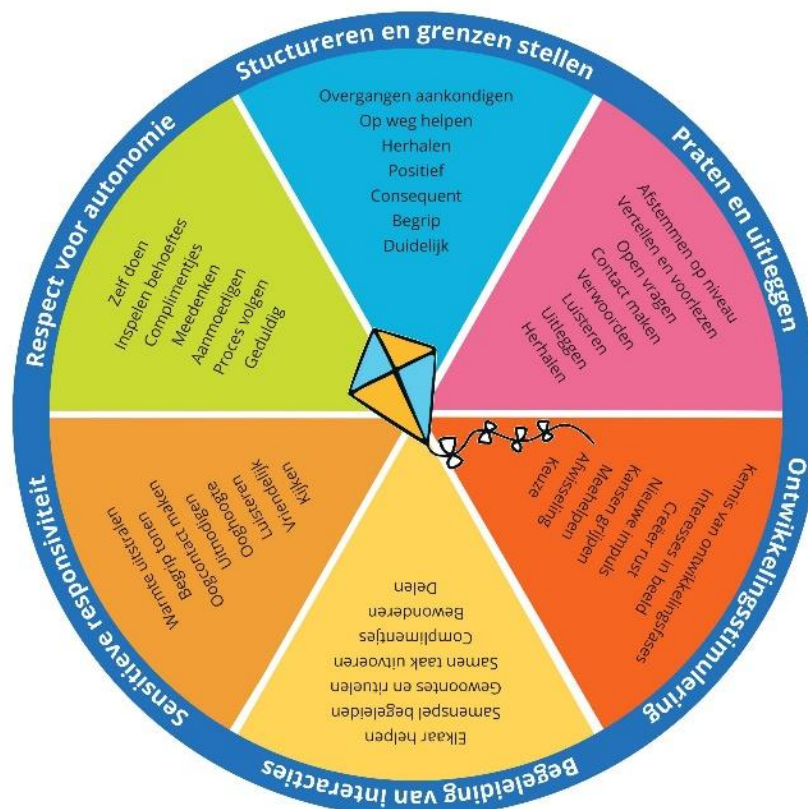 Stuctureren en grenzen stellen
Overgangen aankondigen
Op weg helpen
Herhalen
Positief
Consequent
Begrip
Duidelijk
Praten en uitleggen
Afstemmen op niveau
Vertellen en voorlezen
Open vragen
Contact maken
Verwoorden
Luisteren
Uitleggen
Herhalen
Ontwikkelingsstimulering
Kennis van ontwikkelingsfases
Interesses in beeld
Creëer rust
Nieuwe impuls
Kansen grijpen
Meehelpen
Afwisseling
Keuze
Begeleiding van interacties
Elkaar helpen
Samenspel begeleiden
Gewoontes en rituelen
Samen taak uitvoeren
Complimentjes
Bewonderen
Delen
Sensitieve responsiviteit
Warmte uitstralen
Begrip tonen
Oogcontact maken
Uitnodigen
Ooghoogte
Luisteren
Vriendelijk
Kijken
Respect voor autonomie
Zelf doen
Inspelen behoeftes
Complimentjes
Meedenken
Aanmoedigen
Proces volgen
Geduldig